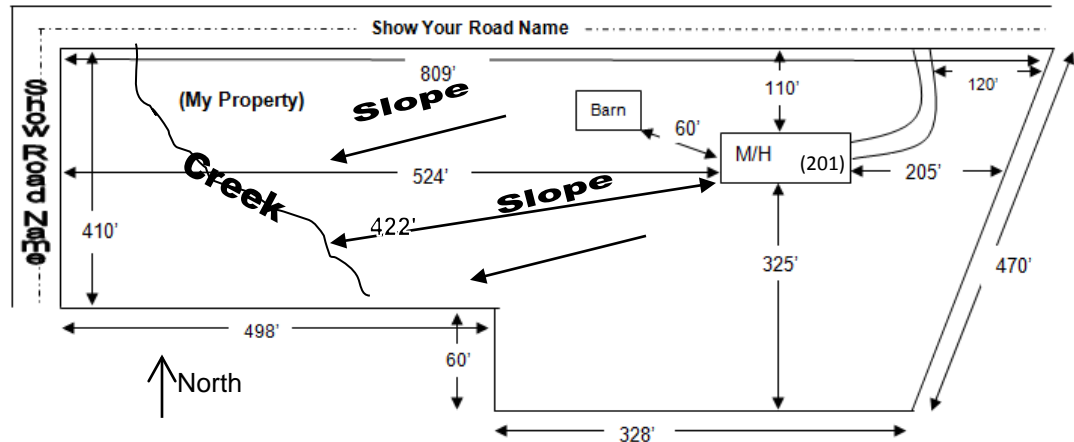 Show Your Road Name
809'
(My Property)
Slope
110'
120'
Barn
60'
M/H
(201)
Show Road Name
Creek
524'
205'
Slope
410'
422'
325'
470'
498'
60'
North
328'